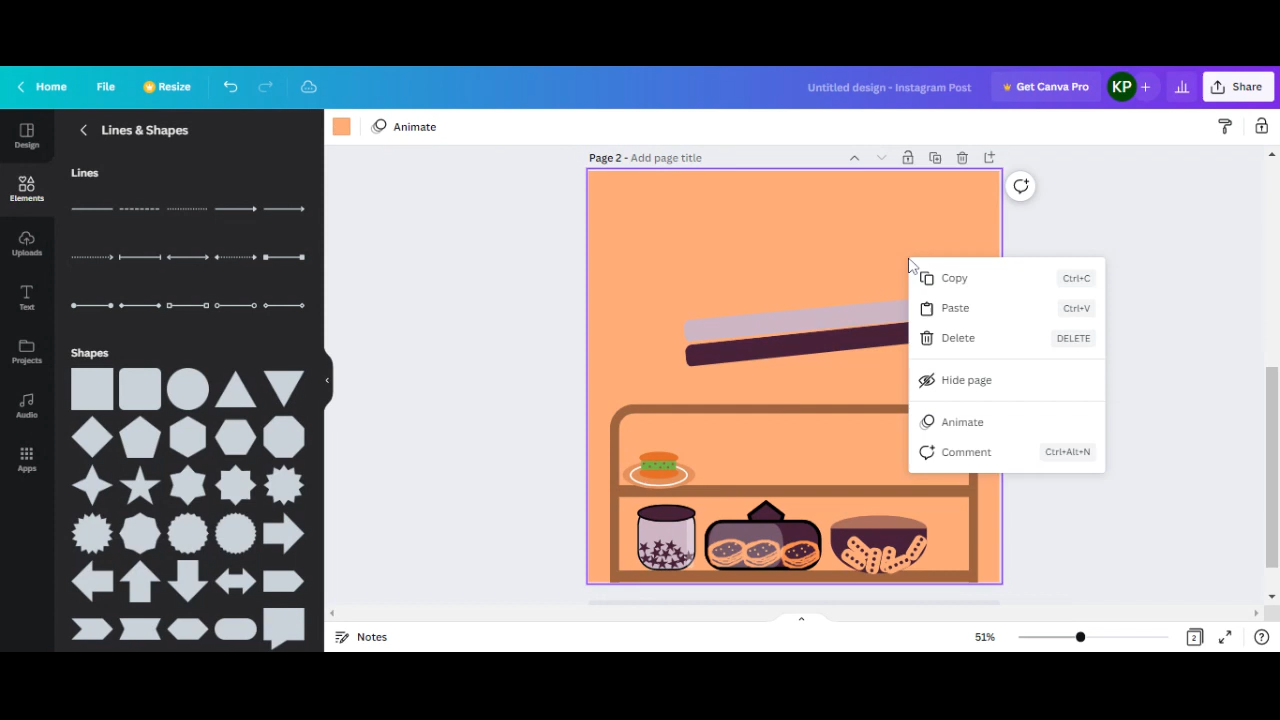 Home File Resize Untitled design - Instagram Post Get Canva Pro KP + Share
Design
Elements
Uploads
Text
Projects
Audio
Apps
Lines & Shapes
Lines
Shapes
Animate
Page 2 - Add page title
Copy Ctrl+C
Paste Ctrl+V
Delete DELETE
Hide page
Animate
Comment Ctrl+Alt+N
Notes 51% 2 ?